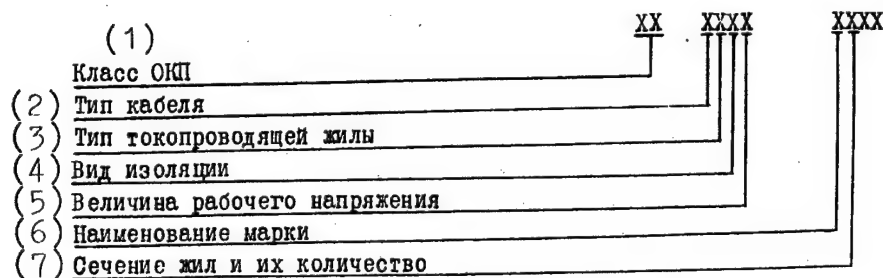 XX XXXX XXXX
(1)
Класс ОКП
(2) Тип кабеля
(3) Тип токопроводящей жилы
(4) Вид изоляции
(5) Величина рабочего напряжения
(6) Наименование марки
(7) Сечение жил и их количество